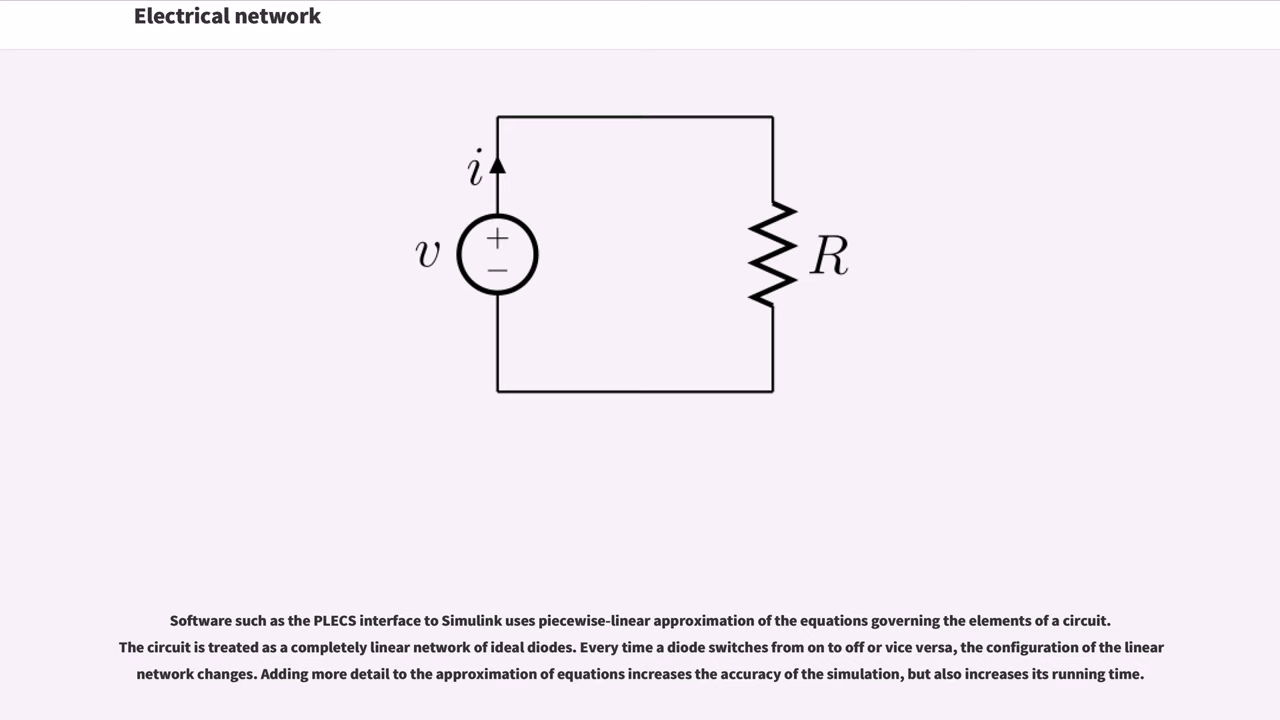 Electrical network
i
+
v
−
R
Software such as the PLECS interface to Simulink uses piecewise-linear approximation of the equations governing the elements of a circuit.
The circuit is treated as a completely linear network of ideal diodes. Every time a diode switches from on to off or vice versa, the configuration of the linear
network changes. Adding more detail to the approximation of equations increases the accuracy of the simulation, but also increases its running time.